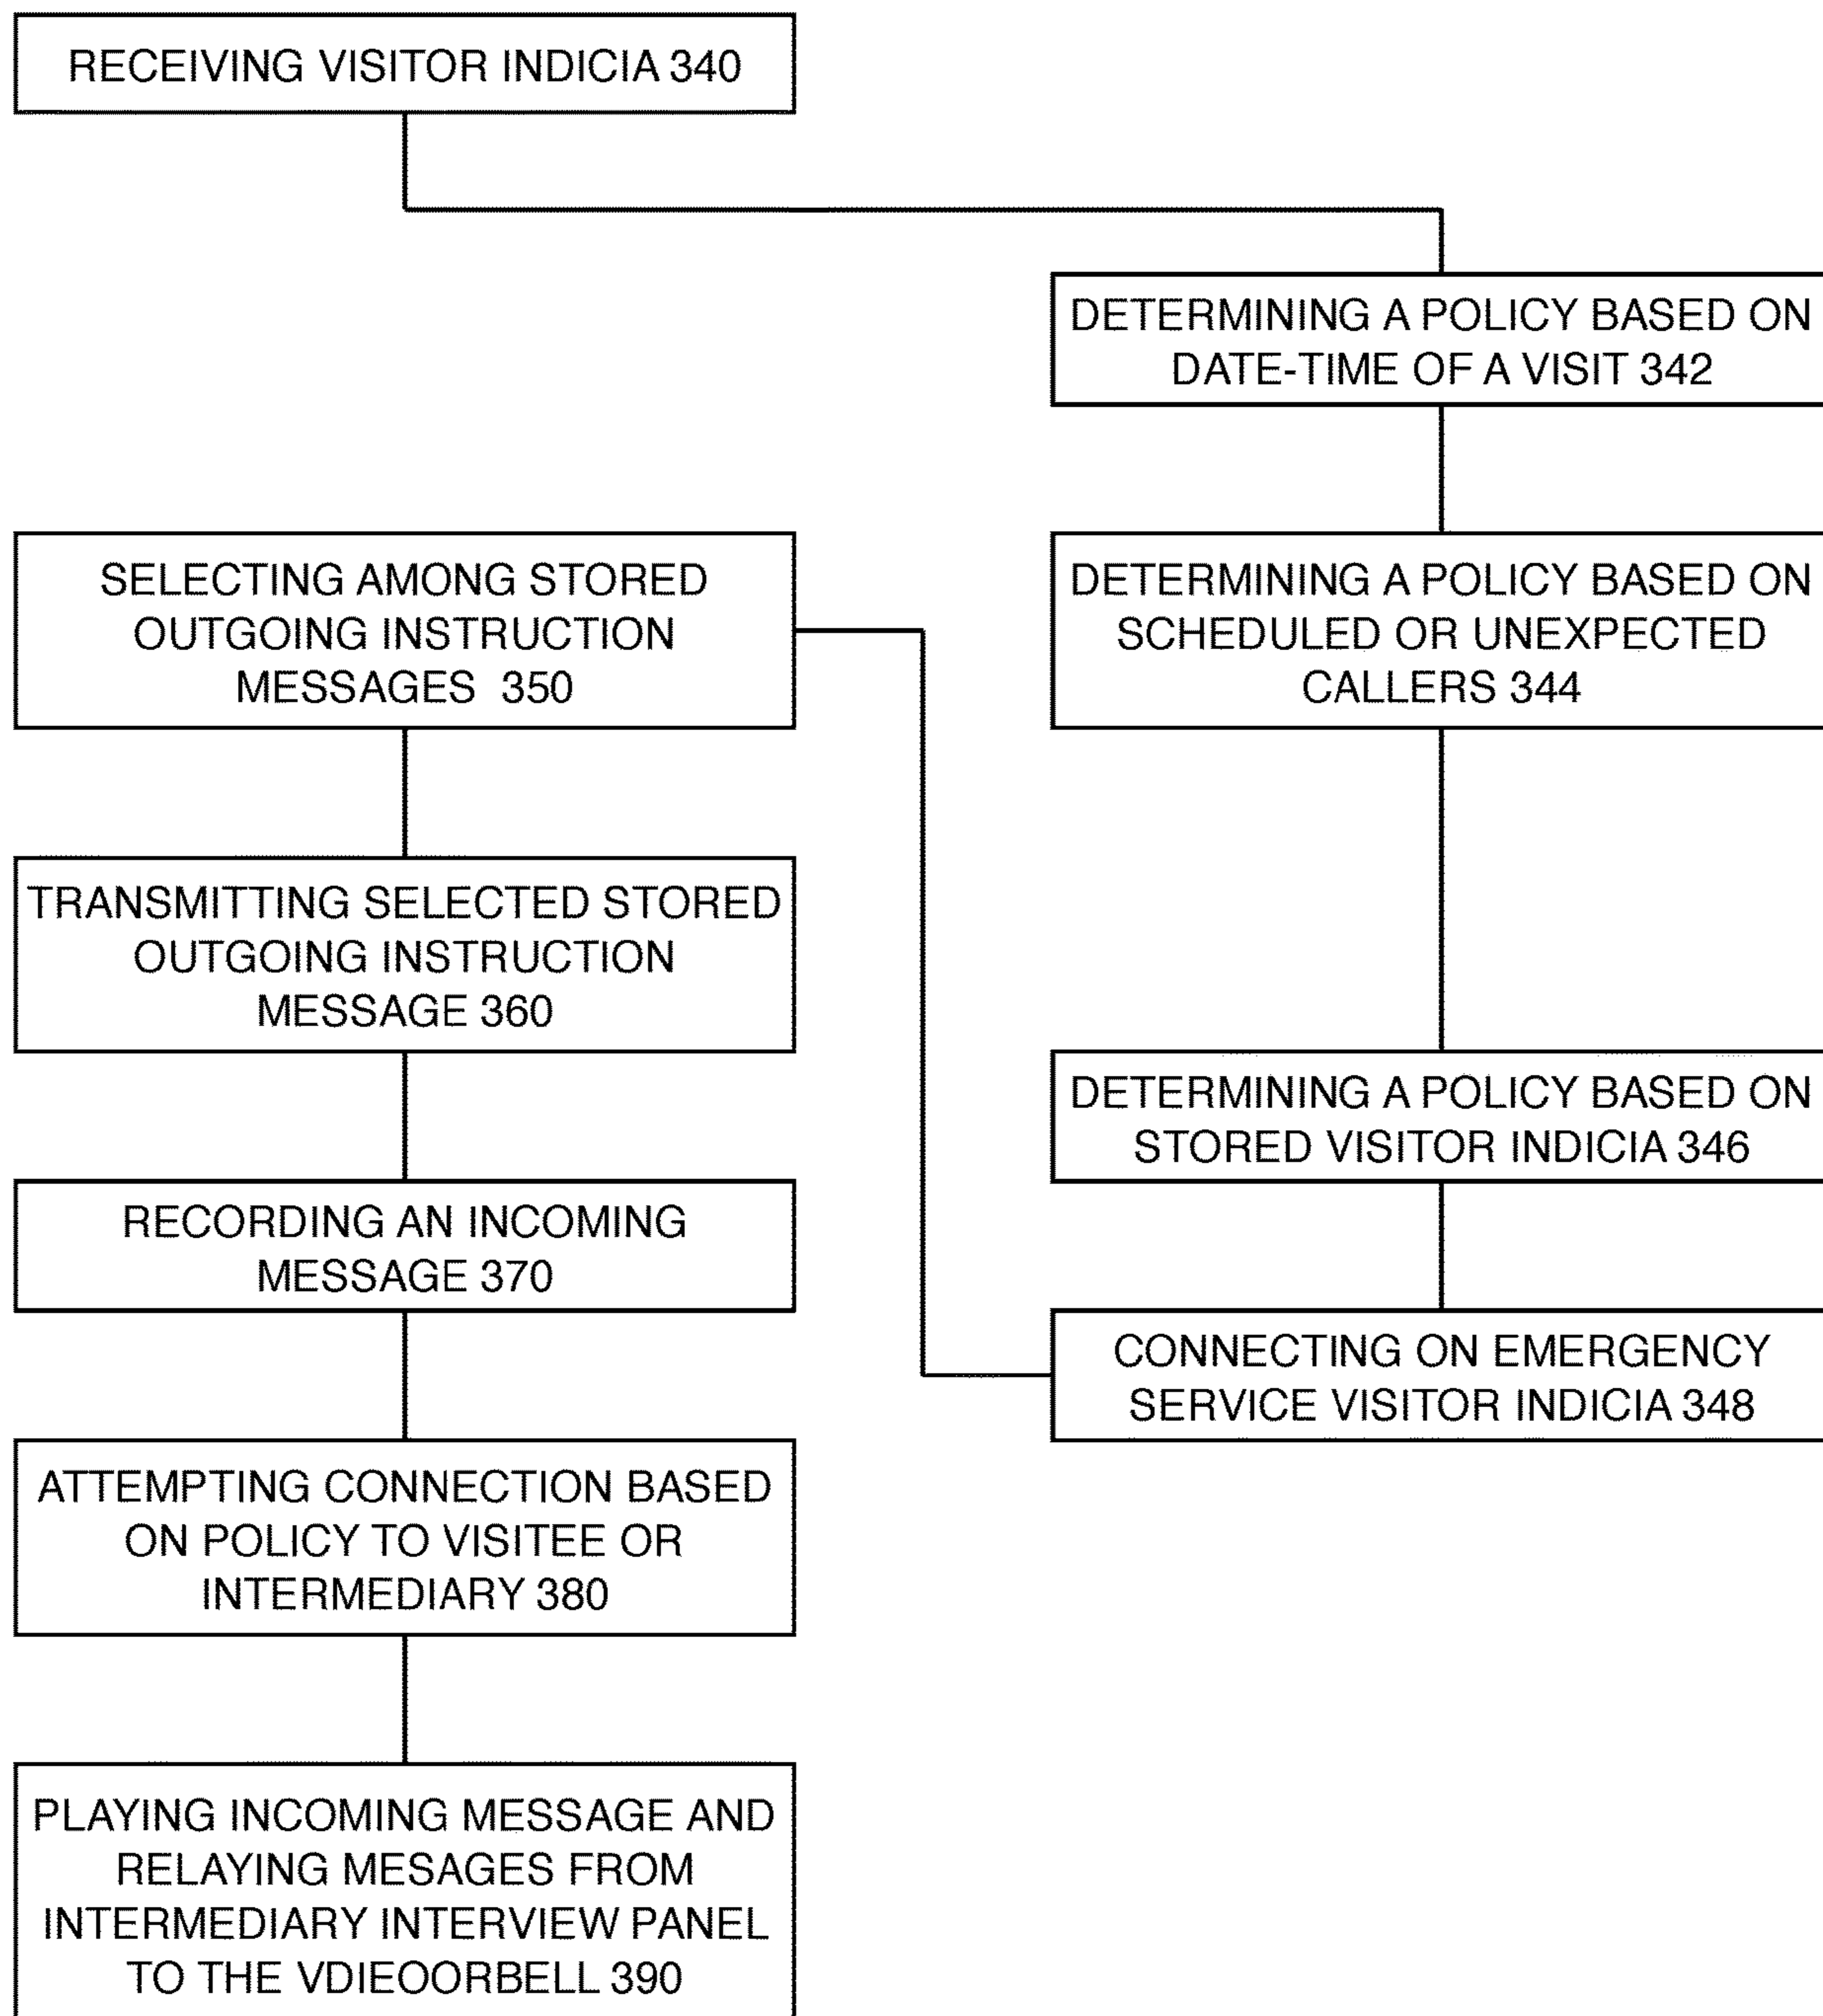 RECEIVING VISITOR INDICIA 340
DETERMINING A POLICY BASED ON
DATE-TIME OF A VISIT 342
DETERMINING A POLICY BASED ON
SCHEDULED OR UNEXPECTED
CALLERS 344
DETERMINING A POLICY BASED ON
STORED VISITOR INDICIA 346
CONNECTING ON EMERGENCY
SERVICE VISITOR INDICIA 348
SELECTING AMONG STORED
OUTGOING INSTRUCTION
MESSAGES 350
TRANSMITTING SELECTED STORED
OUTGOING INSTRUCTION
MESSAGE 360
RECORDING AN INCOMING
MESSAGE 370
ATTEMPTING CONNECTION BASED
ON POLICY TO VISITEE OR
INTERMEDIARY 380
PLAYING INCOMING MESSAGE AND
RELAYING MESAGES FROM
INTERMEDIARY INTERVIEW PANEL
TO THE VDIEOORBELL 390